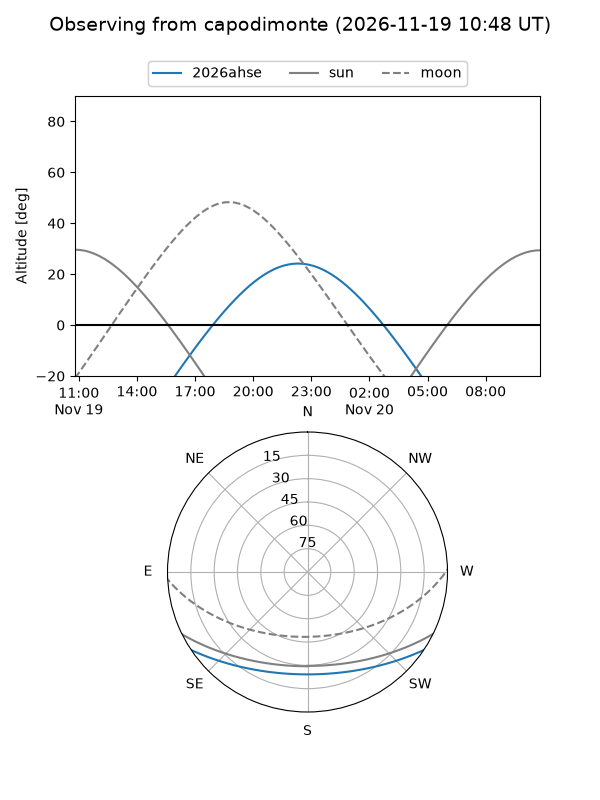 Observing from capodimonte (2026-11-19 10:48 UT)
2026ahse sun moon
Altitude [deg]
80
60
40
20
0
−20
11:00 14:00 17:00 20:00 23:00 02:00 05:00 08:00
Nov 19 Nov 20
N
NE NW
15
30
45
60
75
E W
SE SW
S